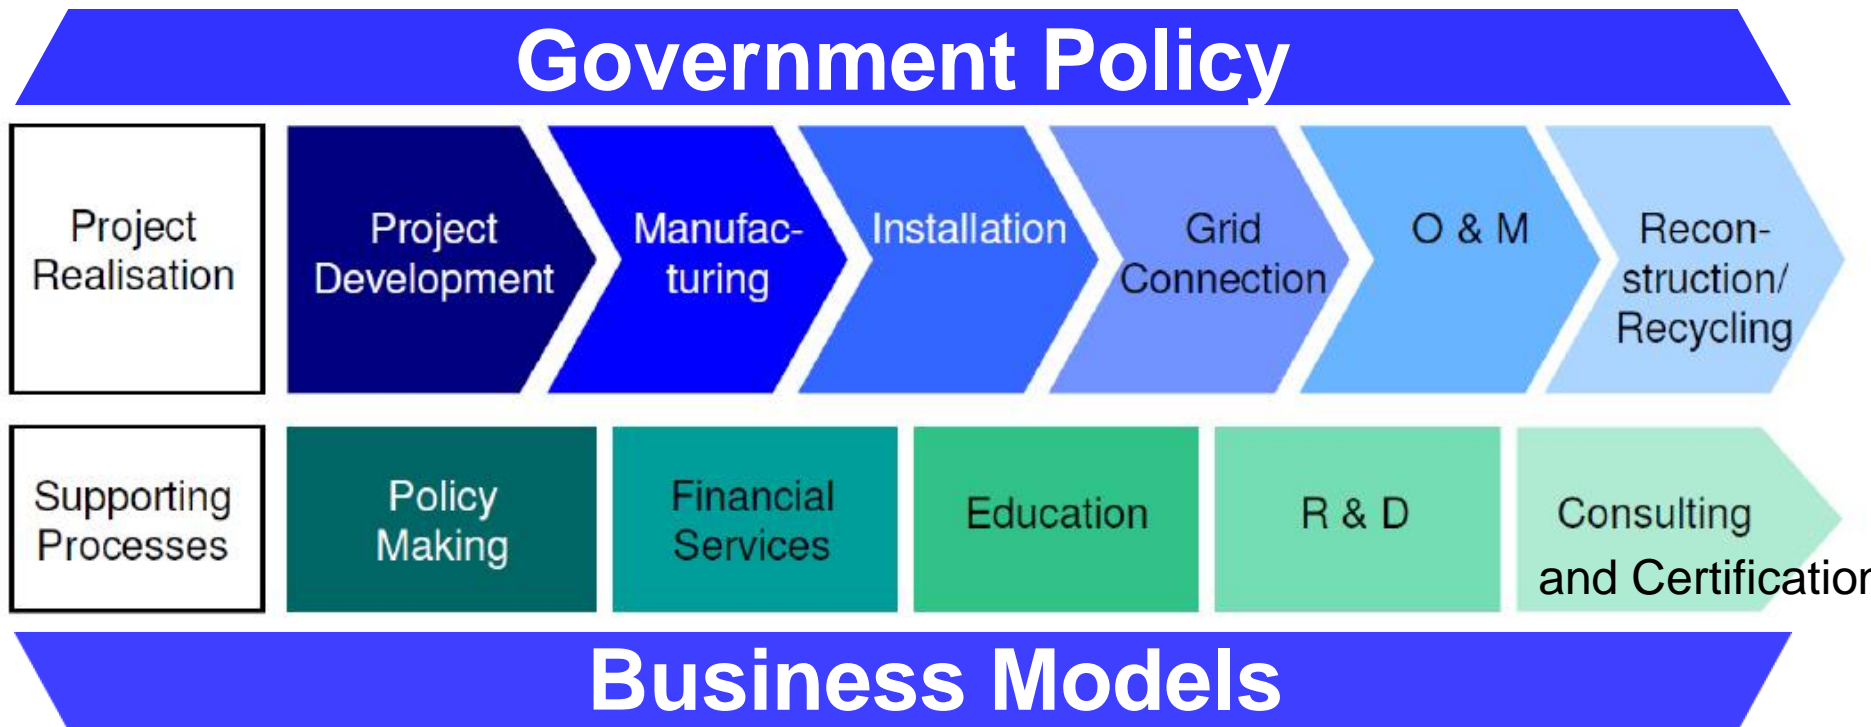 Government Policy
Project
Realisation
Project
Development
Manufac-
turing
Installation
Grid
Connection
O & M
Recon-
struction/
Recycling
Supporting
Processes
Policy
Making
Financial
Services
Education
R & D
Consulting
and Certification
Business Models